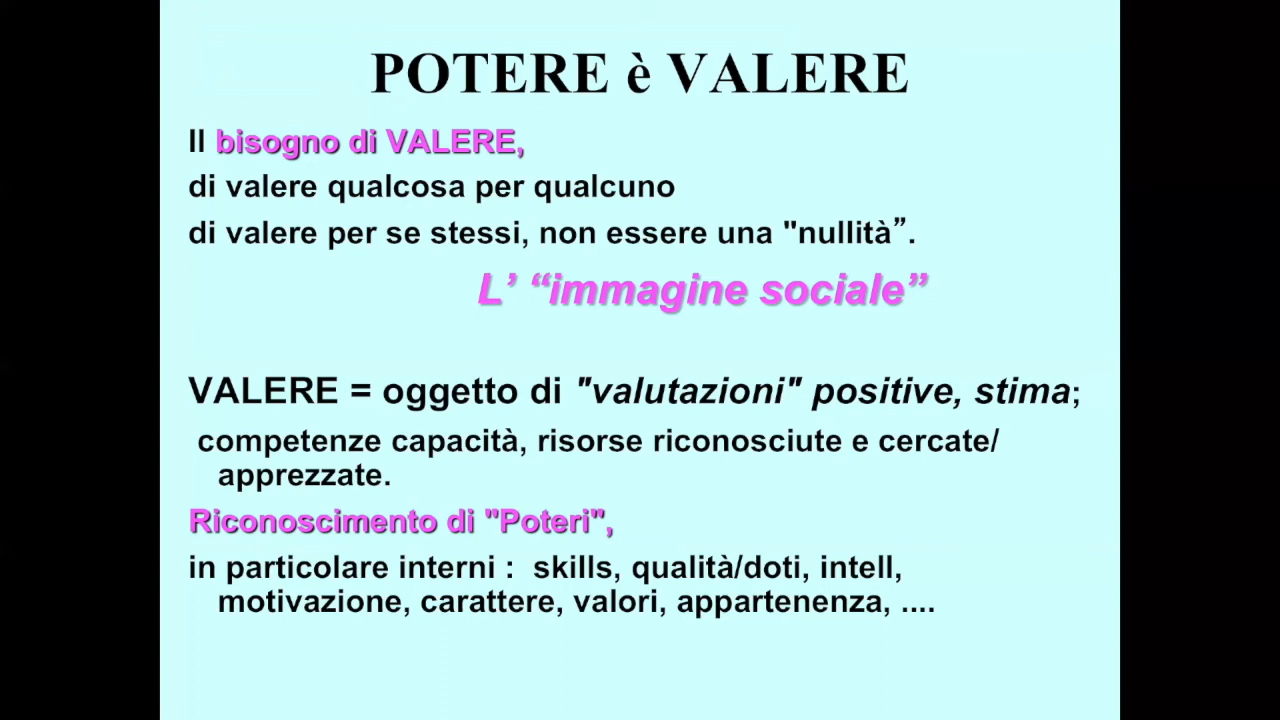 POTERE è VALERE
Il bisogno di VALERE,
di valere qualcosa per qualcuno
di valere per se stessi, non essere una "nullità”.
L’ “immagine sociale”
VALERE = oggetto di "valutazioni" positive, stima;
competenze capacità, risorse riconosciute e cercate/
apprezzate.
Riconoscimento di "Poteri",
in particolare interni : skills, qualità/doti, intell,
motivazione, carattere, valori, appartenenza, ....